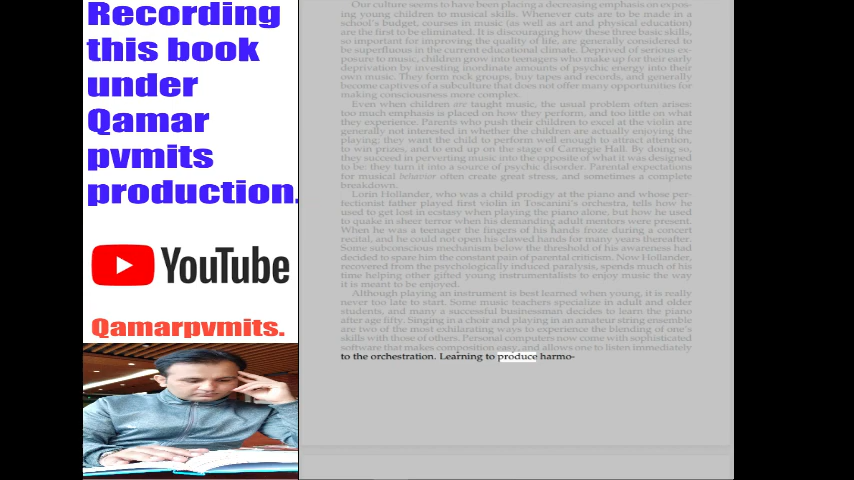 Recording
this book
under
Qamar
pvmits
production.
YouTube
Qamarpvmits.
Our culture seems to have been placing a decreasing emphasis on expos-
ing young children to musical skills. Whenever cuts are to be made in a
school's budget, courses in music (as well as art and physical education)
are the first to be eliminated. It is discouraging how these three basic skills,
so important for improving the quality of life, are generally considered to
be superfluous in the current educational climate. Deprived of serious ex-
posure to music, children grow into teenagers who make up for their early
deprivation by investing inordinate amounts of psychic energy into their
own music. They form rock groups, buy tapes and records, and generally
become captives of a subculture that does not offer many opportunities for
making consciousness more complex.
Even when children are taught music, the usual problem often arises:
too much emphasis is placed on how they perform, and too little on what
they experience. Parents who push their children to excel at the violin are
generally not interested in whether the children are actually enjoying the
playing; they want the child to perform well enough to attract attention,
to win prizes, and to end up on the stage of Carnegie Hall. By doing so,
they succeed in perverting music into the opposite of what it was designed
to be: they turn it into a source of psychic disorder. Parental expectations
for musical behavior often create great stress, and sometimes a complete
breakdown.
Lorin Hollander, who was a child prodigy at the piano and whose per-
fectionist father played first violin in Toscanini's orchestra, tells how he
used to get lost in ecstasy when playing the piano alone, but how he used
to quake in sheer terror when his demanding adult mentors were present.
When he was a teenager the fingers of his hands froze during a concert
recital, and he could not open his clawed hands for many years thereafter.
Some subconscious mechanism below the threshold of his awareness had
decided to spare him the constant pain of parental criticism. Now Hollander,
recovered from the psychologically induced paralysis, spends much of his
time helping other gifted young instrumentalists to enjoy music the way
it is meant to be enjoyed.
Although playing an instrument is best learned when young, it is really
never too late to start. Some music teachers specialize in adult and older
students, and many a successful businessman decides to learn the piano
after age fifty. Singing in a choir and playing in an amateur string ensemble
are two of the most exhilarating ways to experience the blending of one's
skills with those of others. Personal computers now come with sophisticated
software that makes composition easy, and allows one to listen immediately
to the orchestration. Learning to produce harmo-